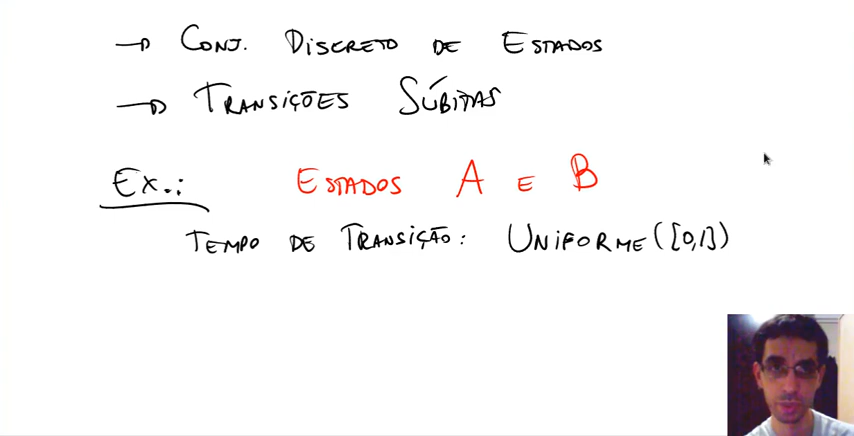 → CONJ. DISCRETO DE ESTADOS
→ TRANSIÇÕES SÚBITAS
EX.: ESTADOS A E B
TEMPO DE TRANSIÇÃO: UNIFORME([0,1])